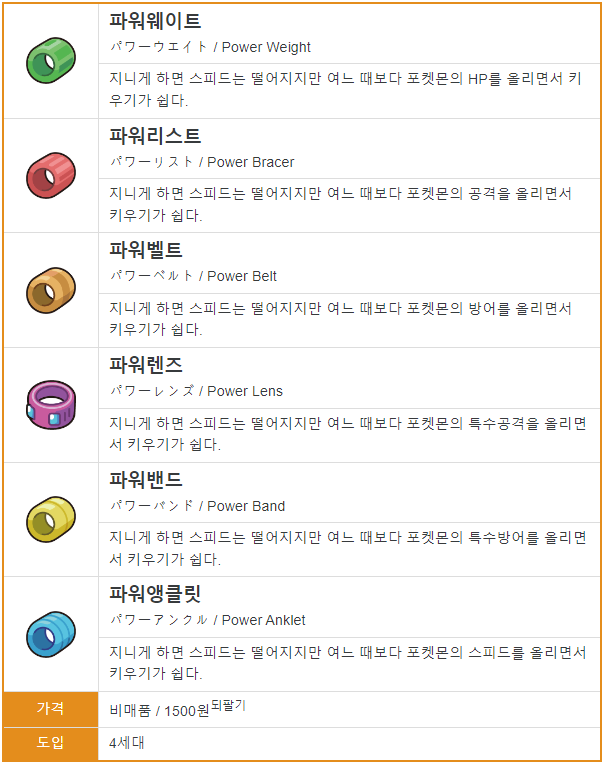 파워웨이트
パワーウエイト / Power Weight
지니게 하면 스피드는 떨어지지만 여느 때보다 포켓몬의 HP를 올리면서 키
우기가 쉽다.
파워리스트
パワーリスト / Power Bracer
지니게 하면 스피드는 떨어지지만 여느 때보다 포켓몬의 공격을 올리면서
키우기가 쉽다.
파워벨트
パワーベルト / Power Belt
지니게 하면 스피드는 떨어지지만 여느 때보다 포켓몬의 방어를 올리면서
키우기가 쉽다.
파워렌즈
パワーレンズ / Power Lens
지니게 하면 스피드는 떨어지지만 여느 때보다 포켓몬의 특수공격을 올리면
서 키우기가 쉽다.
파워밴드
パワーバンド / Power Band
지니게 하면 스피드는 떨어지지만 여느 때보다 포켓몬의 특수방어를 올리면
서 키우기가 쉽다.
파워앵클릿
パワーアンクル / Power Anklet
지니게 하면 스피드는 떨어지지만 여느 때보다 포켓몬의 스피드를 올리면서
키우기가 쉽다.
가격 비매품 / 1500원되팔기
도입 4세대